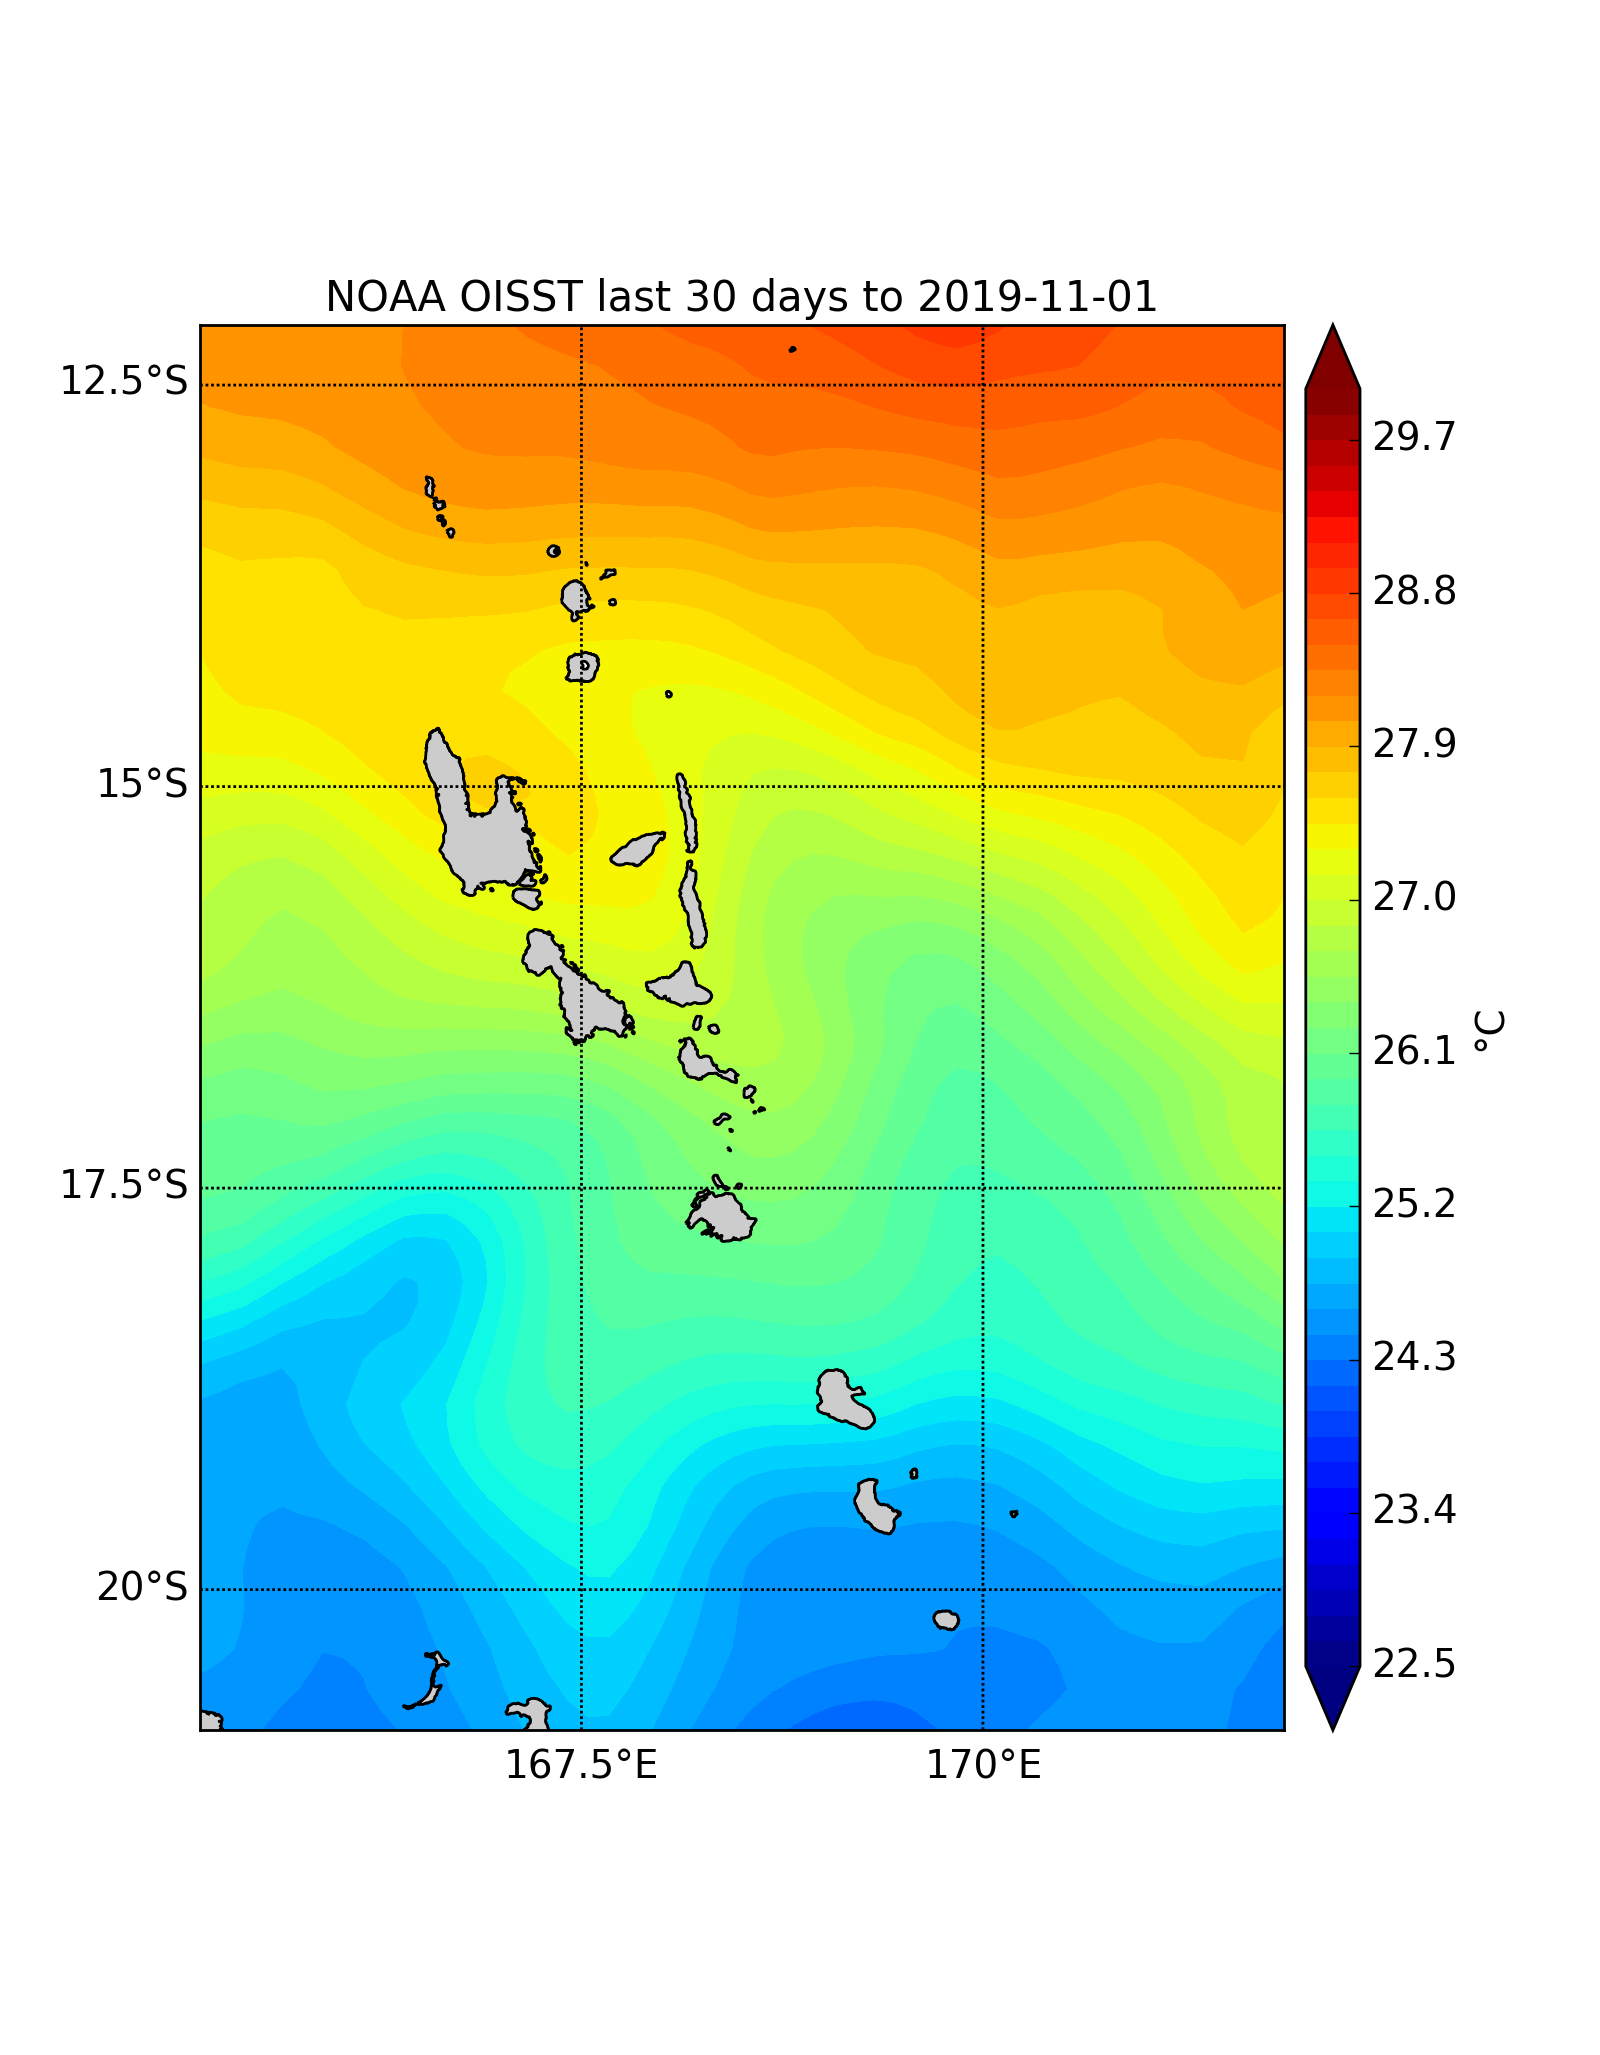 NOAA OISST last 30 days to 2019-11-01
12.5°S
15°S
17.5°S
20°S
167.5°E
170°E
29.7
28.8
27.9
27.0
26.1
25.2
24.3
23.4
22.5
°C